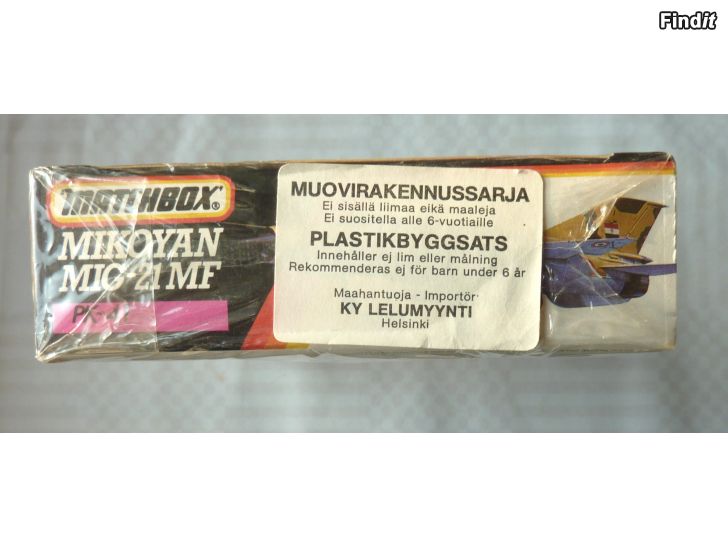 Findit
MATCHBOX®
MIKOYAN
MIG-21 MF
MUOVIRAKENNUSSARJA
Ei sisällä liimaa eikä maaleja
Ei suositella alle 6-vuotiaille
PLASTIKBYGGSATS
Innehåller ej lim eller målning
Rekommenderas ej för barn under 6 år
Maahantuoja - Importör
KY LELUMYYNTI
Helsinki